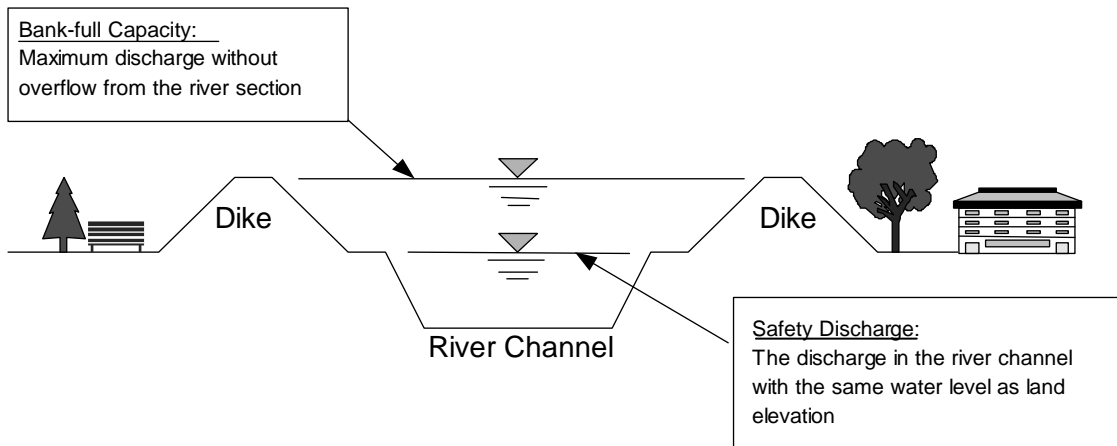 Bank-full Capacity:
Maximum discharge without
overflow from the river section
Dike
Dike
River Channel
Safety Discharge:
The discharge in the river channel
with the same water level as land
elevation